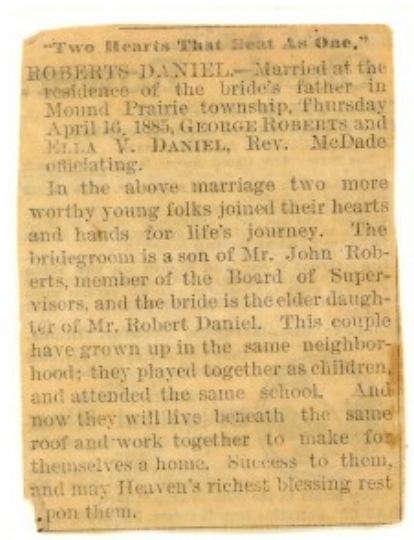 "Two Hearts That Beat As One."
ROBERTS-DANIEL.—Married at the
residence of the bride's father in
Mound Prairie township, Thursday
April 16, 1885, GEORGE ROBERTS and
ELLA V. DANIEL, Rev. McDade
officiating.
In the above marriage two more
worthy young folks joined their hearts
and hands for life's journey. The
bridegroom is a son of Mr. John Rob-
erts, member of the Board of Super-
visors, and the bride is the elder daugh-
ter of Mr. Robert Daniel. This couple
have grown up in the same neighbor-
hood; they played together as children,
and attended the same school. And
now they will live beneath the same
roof and work together to make for
themselves a home. Success to them,
and may Heaven's richest blessing rest
pon them.